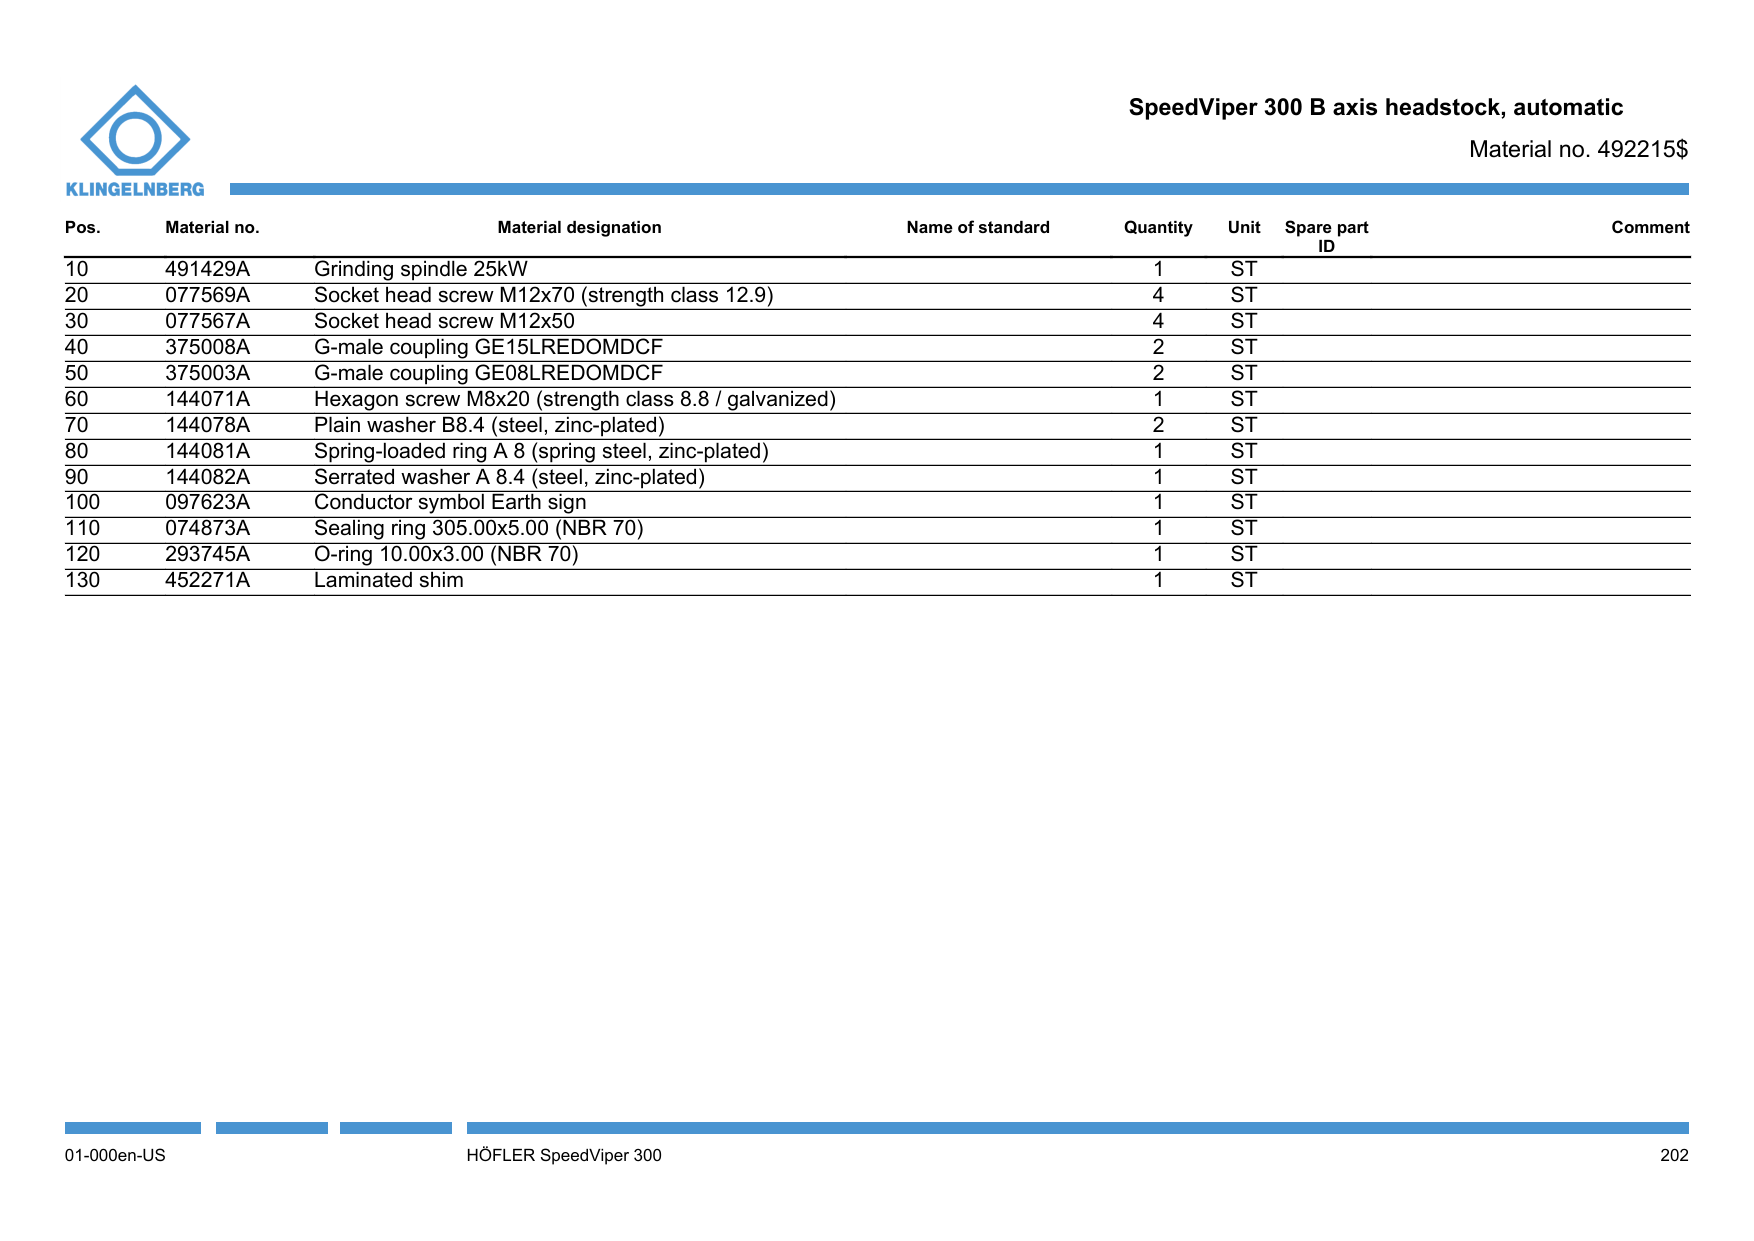 KLINGELNBERG
SpeedViper 300 B axis headstock, automatic
Material no. 492215$
Pos. Material no. Material designation Name of standard Quantity Unit Spare part ID Comment
10 491429A Grinding spindle 25kW 1 ST
20 077569A Socket head screw M12x70 (strength class 12.9) 4 ST
30 077567A Socket head screw M12x50 4 ST
40 375008A G-male coupling GE15LREDOMDCF 2 ST
50 375003A G-male coupling GE08LREDOMDCF 2 ST
60 144071A Hexagon screw M8x20 (strength class 8.8 / galvanized) 1 ST
70 144078A Plain washer B8.4 (steel, zinc-plated) 2 ST
80 144081A Spring-loaded ring A 8 (spring steel, zinc-plated) 1 ST
90 144082A Serrated washer A 8.4 (steel, zinc-plated) 1 ST
100 097623A Conductor symbol Earth sign 1 ST
110 074873A Sealing ring 305.00x5.00 (NBR 70) 1 ST
120 293745A O-ring 10.00x3.00 (NBR 70) 1 ST
130 452271A Laminated shim 1 ST
01-000en-US HÖFLER SpeedViper 300 202